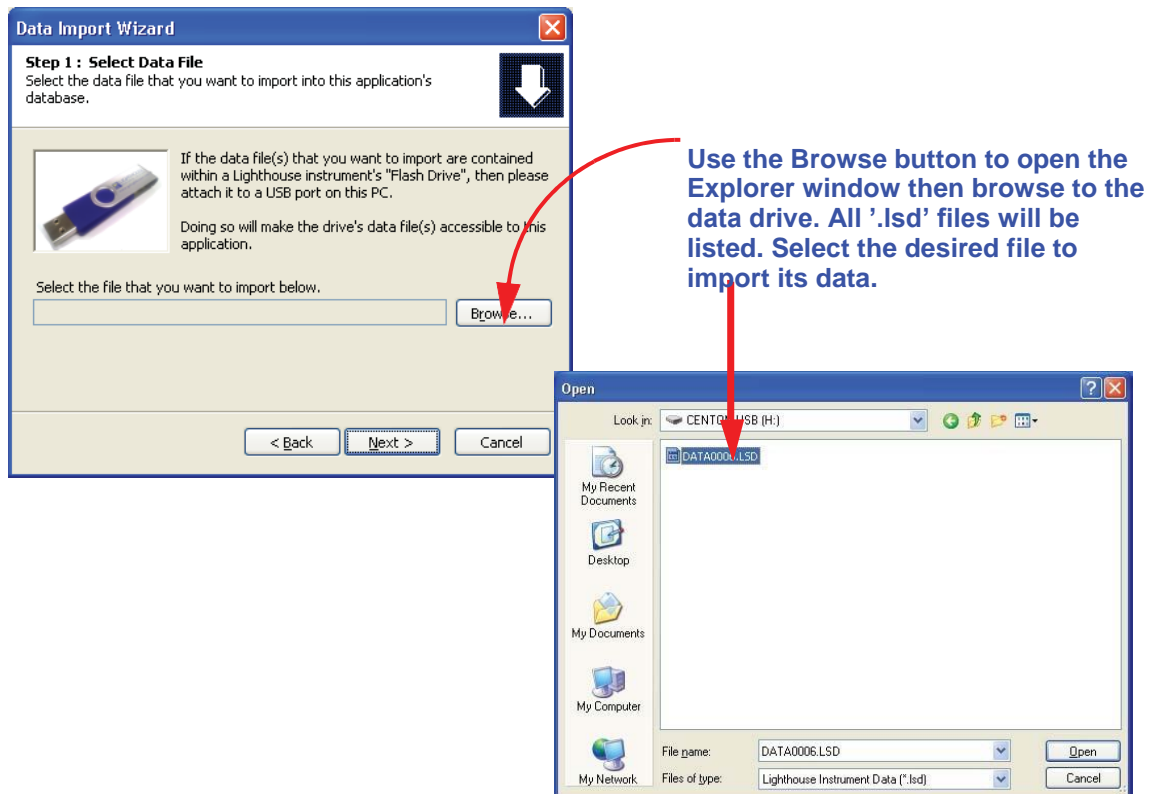 Data Import Wizard
Step 1 : Select Data File
Select the data file that you want to import into this application's
database.
If the data file(s) that you want to import are contained
within a Lighthouse instrument's "Flash Drive", then please
attach it to a USB port on this PC.
Doing so will make the drive's data file(s) accessible to this
application.
Select the file that you want to import below.
Browse...
< Back
Next >
Cancel
Use the Browse button to open the
Explorer window then browse to the
data drive. All '.lsd' files will be
listed. Select the desired file to
import its data.
Open
Look in:
USB (H:)
DATA0006.LSD
My Recent
Documents
Desktop
My Documents
My Computer
My Network
File name:
DATA0006.LSD
Open
Files of type:
Lighthouse Instrument Data (*.lsd)
Cancel